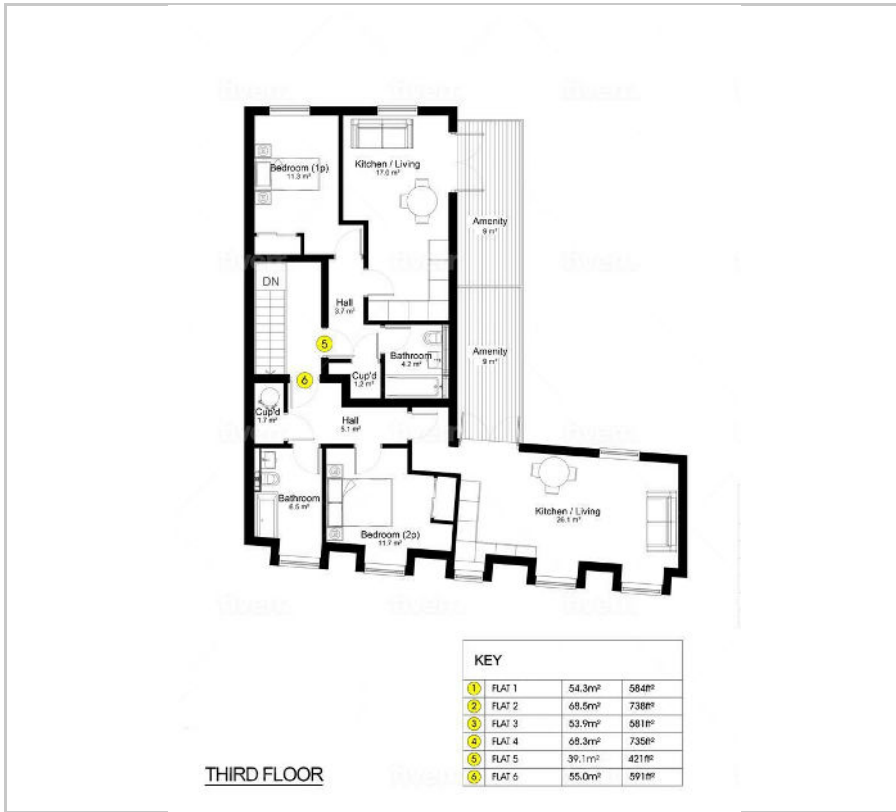 Bedroom (1p)
11.3 m²
Kitchen / Living
17.0 m²
Amenity
9 m²
DN
Hall
3.7 m²
5
Bathroom
4.2 m²
Amenity
9 m²
6
Cup'd
1.2 m²
Cup'd
1.7 m²
Hall
5.1 m²
Bathroom
6.5 m²
Bedroom (2p)
11.7 m²
Kitchen / Living
26.1 m²
KEY
1 FLAT 1 54.3m² 584ft²
2 FLAT 2 68.5m² 738ft²
3 FLAT 3 53.9m² 581ft²
4 FLAT 4 68.3m² 735ft²
5 FLAT 5 39.1m² 421ft²
6 FLAT 6 55.0m² 591ft²
THIRD FLOOR